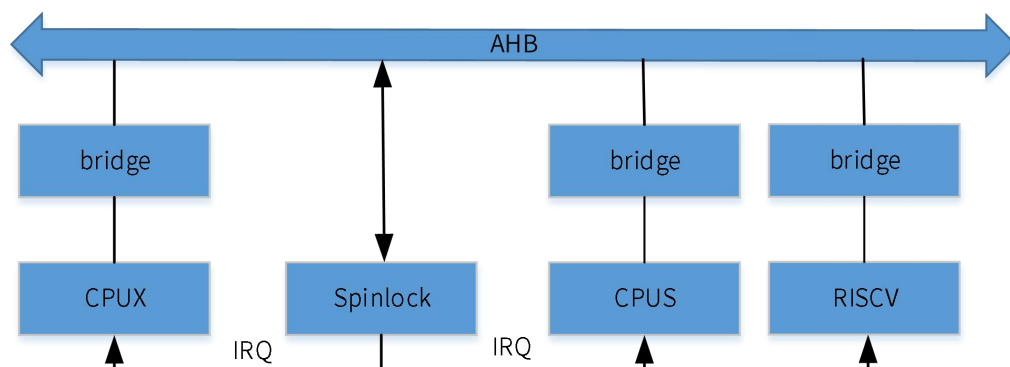 AHB
bridge
bridge
bridge
CPUX
Spinlock
CPUS
RISCV
IRQ
IRQ